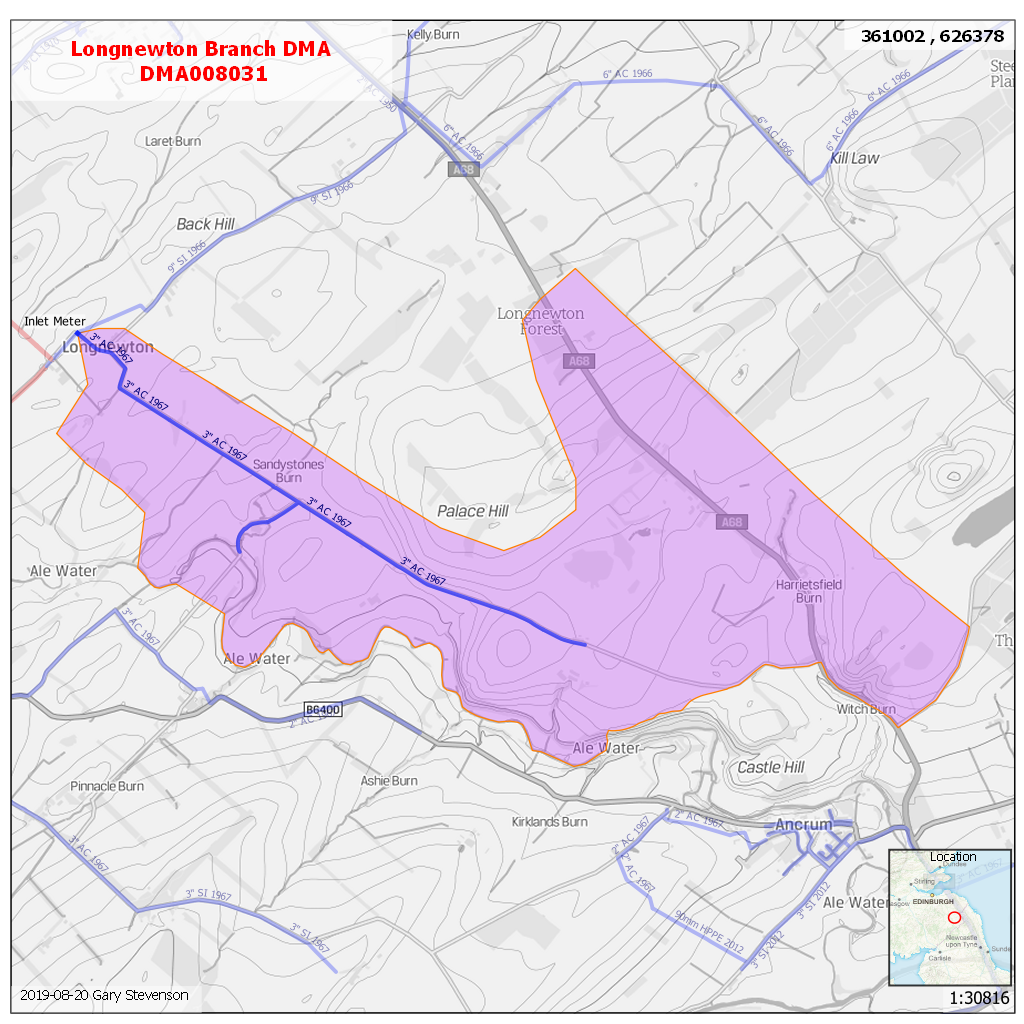 Longnewton Branch DMA
DMA008031
361002 , 626378
Kelly Burn
6" AC 1966
6" AC 1966
6" AC 1966
6" AC 1966
6" AC 1966
Laret Burn
Kill Law
A68
9" SI 1966
Back Hill
9" SI 1966
Inlet Meter
Longnewton
Longnewton
Forest
3" AC 1967
A68
3" AC 1967
3" AC 1967
Sandystones
Burn
3" AC 1967
Palace Hill
A68
3" AC 1967
Ale Water
Harrietsfield
Burn
3" AC 1967
Ale Water
B6400
Witch Burn
Ale Water
Castle Hill
Pinnacle Burn
Ashie Burn
Kirklands Burn
2" AC 1967
2" AC 1967
Ancrum
3" AC 1967
2" AC 1967
3" SI 1967
3" SI 1967
90mm HPPE 2012
3" SI 2012
3" SI 2012
Ale Water
3" AC 1967
Location
Dundee
Stirling
EDINBURGH
Newcastle
upon Tyne
Carlisle
2019-08-20 Gary Stevenson
1:30816